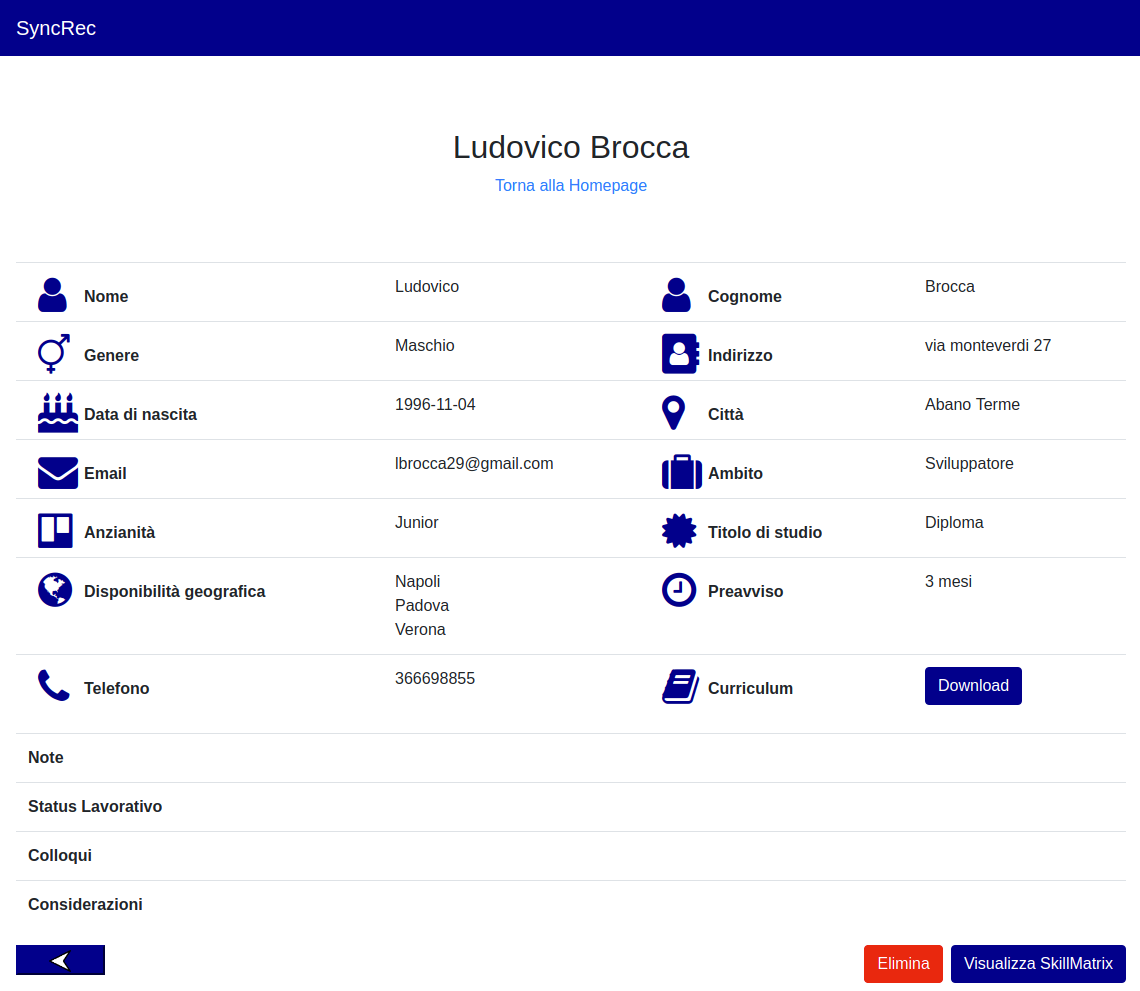 SyncRec
Ludovico Brocca
Torna alla Homepage
Nome Ludovico Cognome Brocca
Genere Maschio Indirizzo via monteverdi 27
Data di nascita 1996-11-04 Città Abano Terme
Email lbrocca29@gmail.com Ambito Sviluppatore
Anzianità Junior Titolo di studio Diploma
Disponibilità geografica Napoli Preavviso 3 mesi
Padova
Verona
Telefono 366698855 Curriculum Download
Note
Status Lavorativo
Colloqui
Considerazioni
Elimina Visualizza SkillMatrix